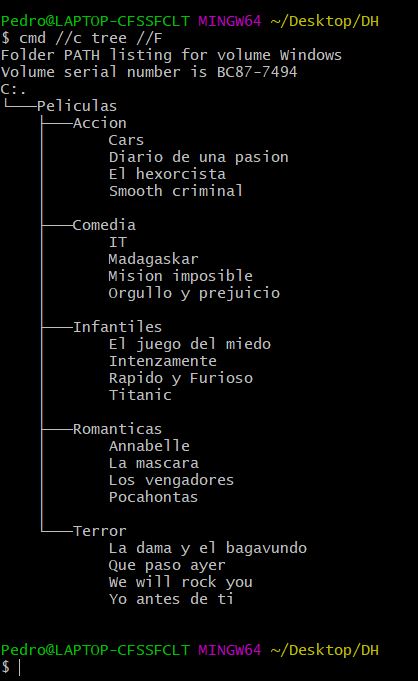 Pedro@LAPTOP-CFSSFCLT MINGW64 ~/Desktop/DH
$ cmd //c tree //F
Folder PATH listing for volume Windows
Volume serial number is BC87-7494
C:.
└───Peliculas
    ├───Accion
    │       Cars
    │       Diario de una pasion
    │       El hexorcista
    │       Smooth criminal
    │
    ├───Comedia
    │       IT
    │       Madagaskar
    │       Mision imposible
    │       Orgullo y prejuicio
    │
    ├───Infantiles
    │       El juego del miedo
    │       Intenzamente
    │       Rapido y Furioso
    │       Titanic
    │
    ├───Romanticas
    │       Annabelle
    │       La mascara
    │       Los vengadores
    │       Pocahontas
    │
    └───Terror
            La dama y el bagavundo
            Que paso ayer
            We will rock you
            Yo antes de ti

Pedro@LAPTOP-CFSSFCLT MINGW64 ~/Desktop/DH
$